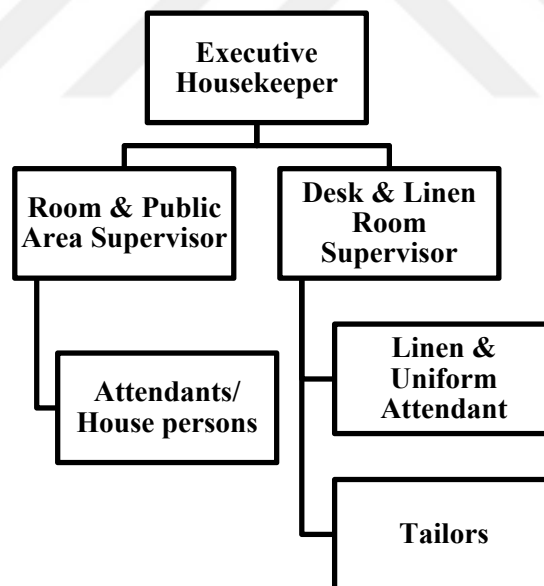 Executive
Housekeeper
Room & Public
Area Supervisor
Desk & Linen
Room
Supervisor
Attendants/
House persons
Linen &
Uniform
Attendant
Tailors